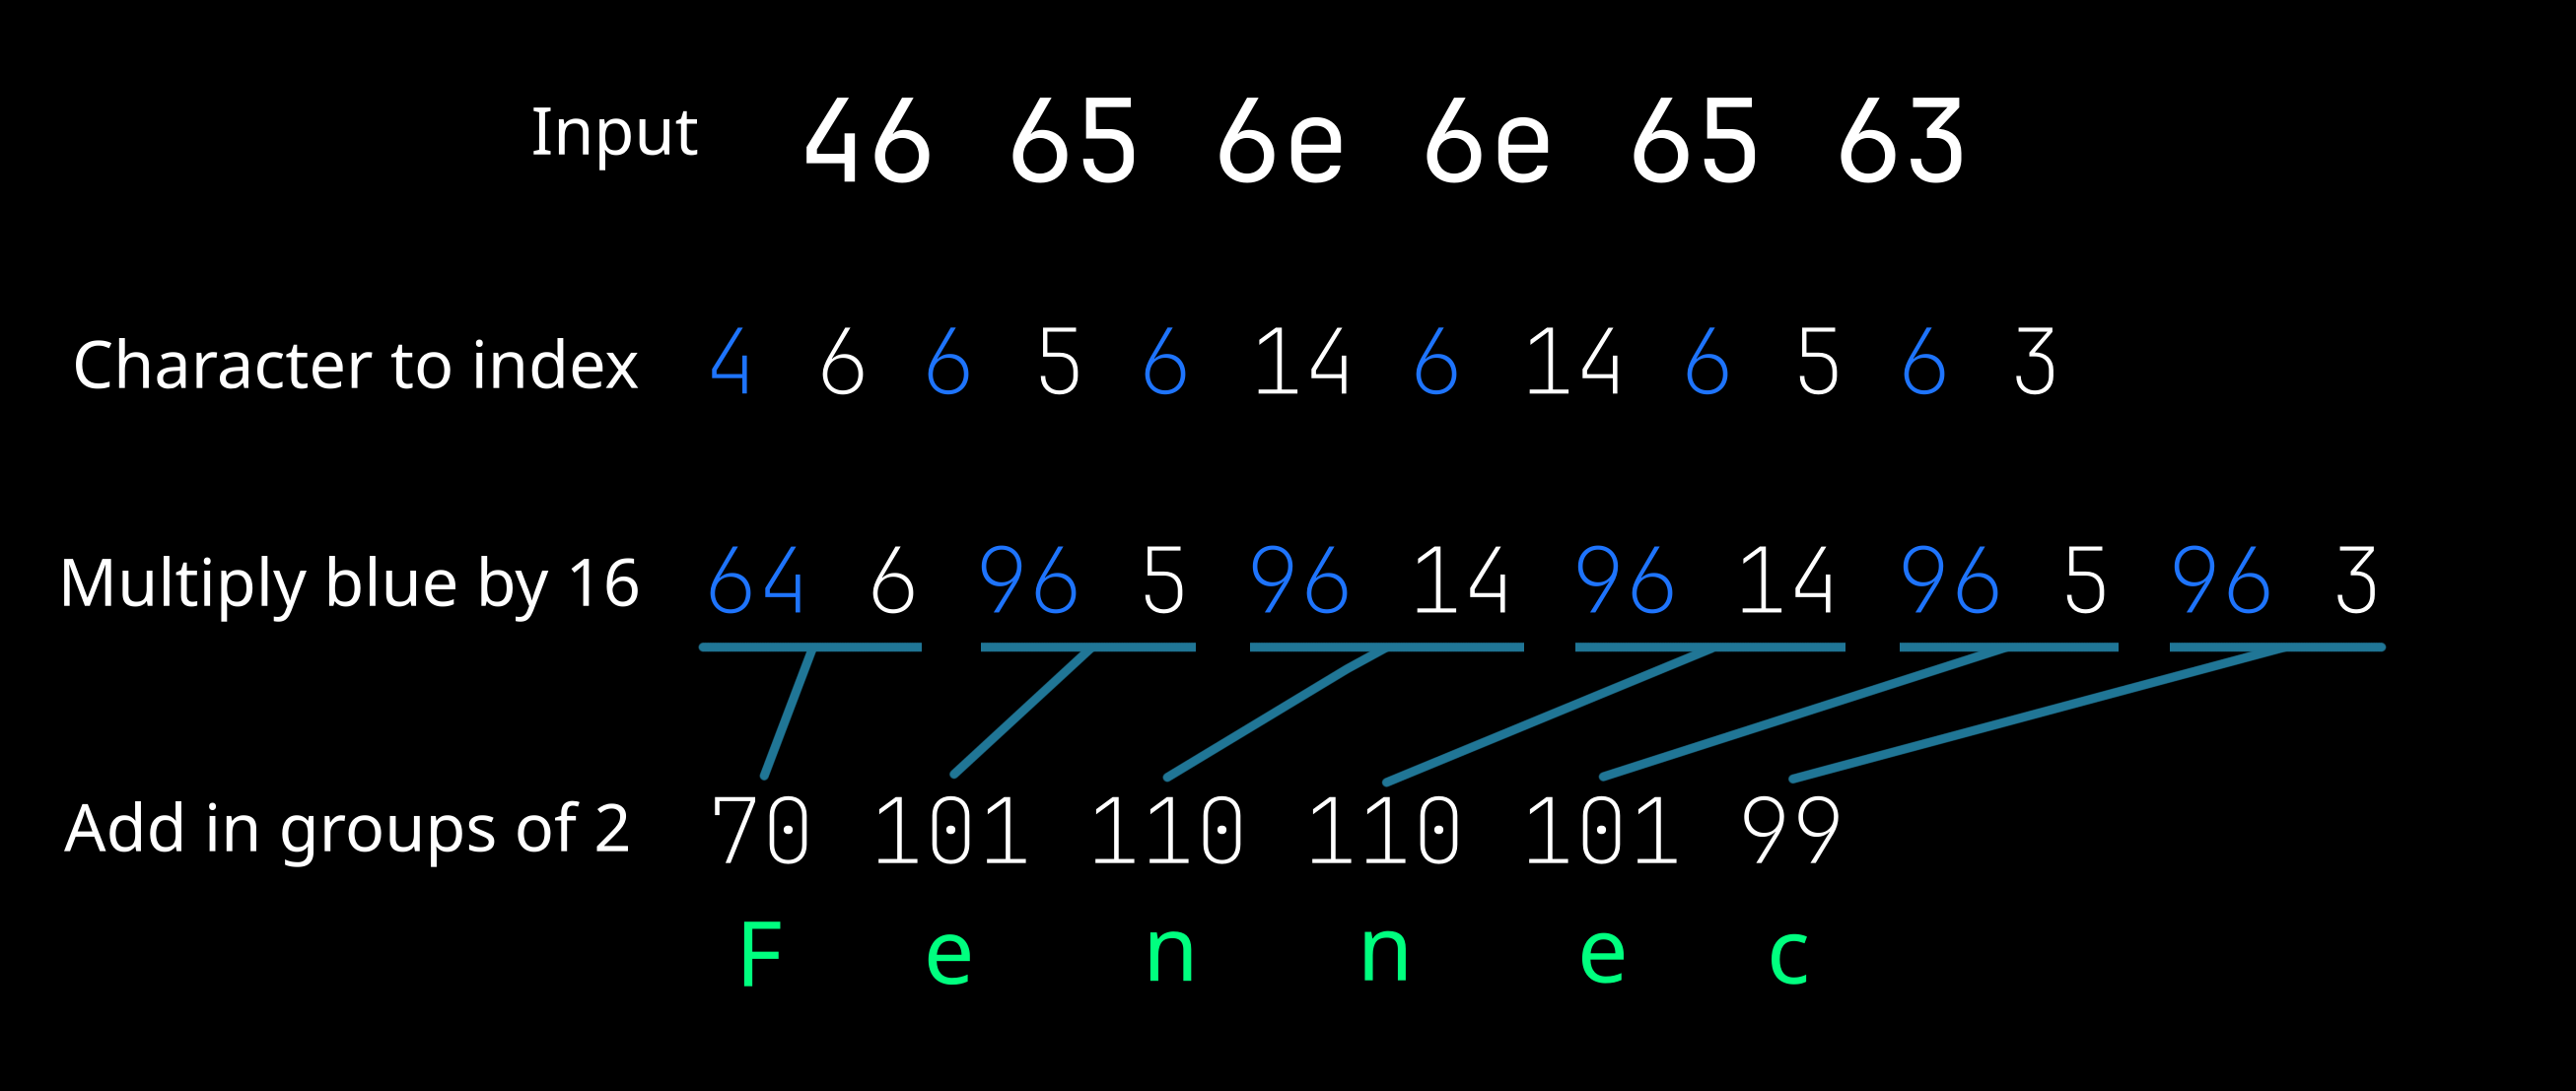 Input 46 65 6e 6e 65 63
Character to index 4 6 6 5 6 14 6 14 6 5 6 3
Multiply blue by 16 64 6 96 5 96 14 96 14 96 5 96 3
Add in groups of 2 70 101 110 110 101 99
F e n n e c